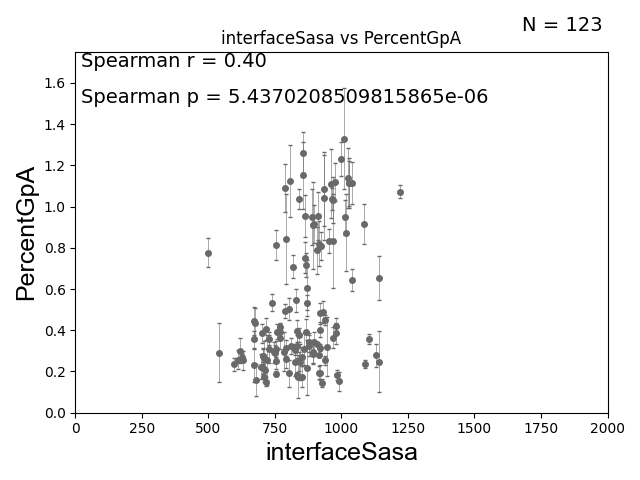 N = 123
interfaceSasa vs PercentGpA
Spearman r = 0.40
Spearman p = 5.4370208509815865e-06
PercentGpA
1.6
1.4
1.2
1.0
0.8
0.6
0.4
0.2
0.0
0 250 500 750 1000 1250 1500 1750 2000
interfaceSasa